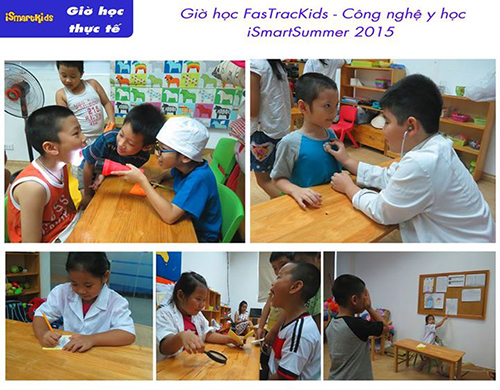 iSmartKids
Giờ học
thực tế
Giờ học FasTracKids - Công nghệ y học
iSmartSummer 2015